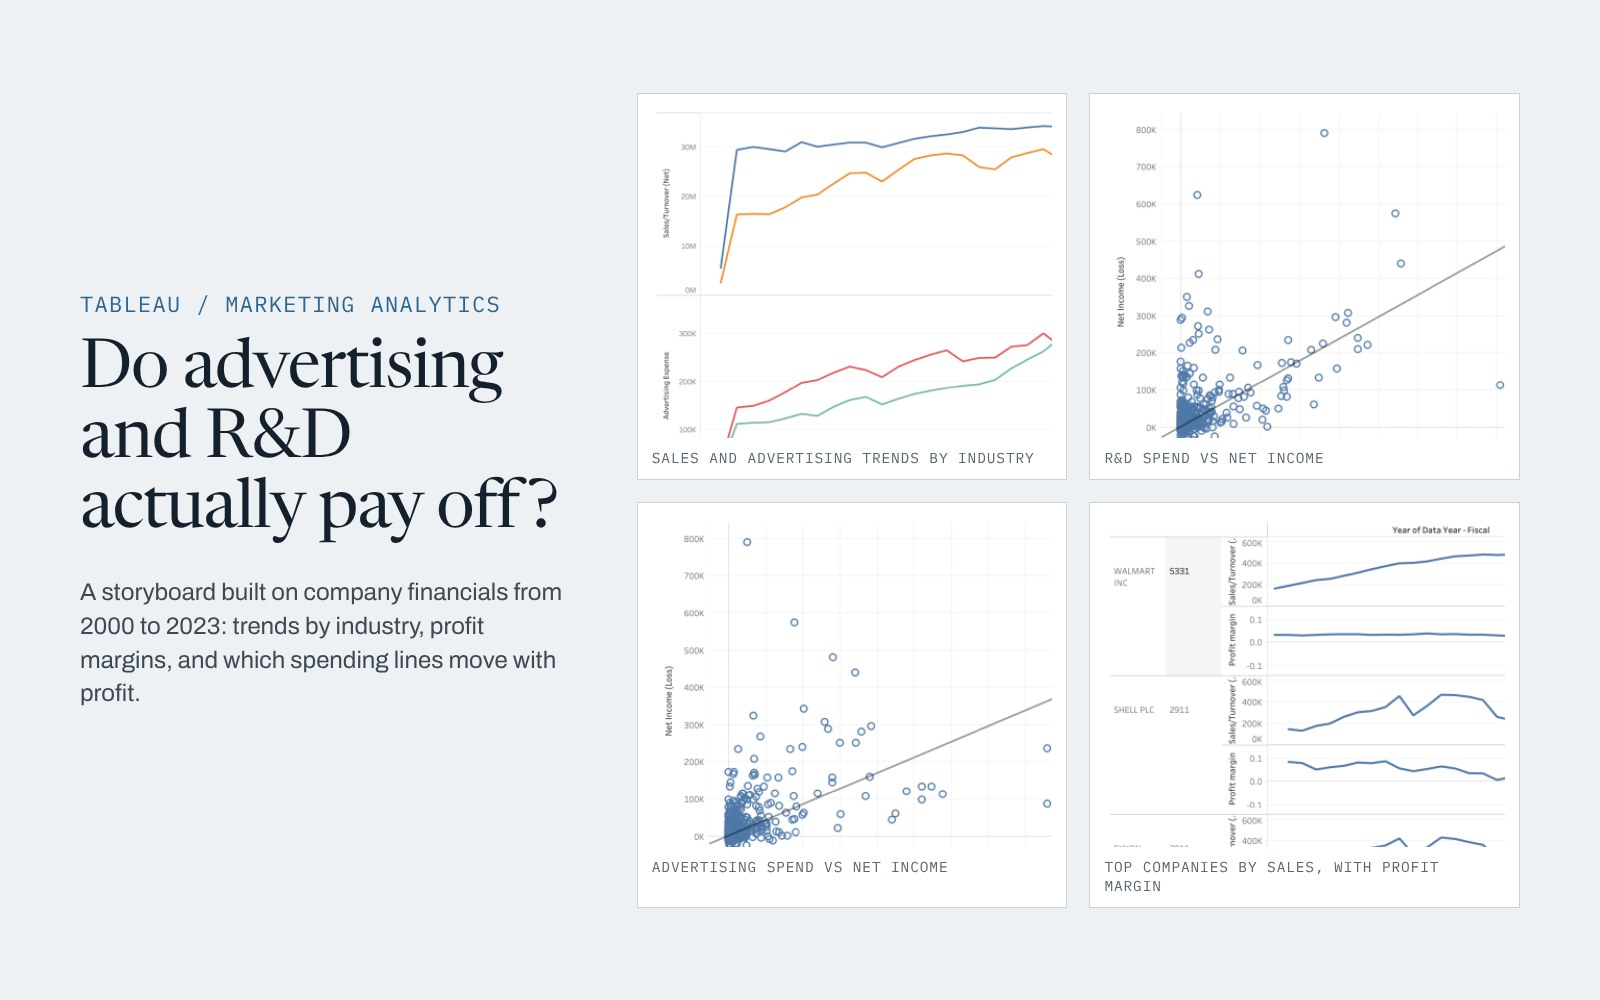 TABLEAU / MARKETING ANALYTICS
Do advertising
and R&D
actually pay off?
A storyboard built on company financials from
2000 to 2023: trends by industry, profit
margins, and which spending lines move with
profit.
Sales/Turnover (Net)
30M
20M
10M
0M
Advertising Expense
300K
200K
100K
SALES AND ADVERTISING TRENDS BY INDUSTRY
Net Income (Loss)
800K
700K
600K
500K
400K
300K
200K
100K
0K
R&D SPEND VS NET INCOME
Net Income (Loss)
800K
700K
600K
500K
400K
300K
200K
100K
0K
ADVERTISING SPEND VS NET INCOME
Year of Data Year - Fiscal
WALMART
INC
5331
Sales/Turnover (..
600K
400K
200K
0K
Profit margin
0.1
0.0
-0.1
SHELL PLC
2911
Sales/Turnover (..
600K
400K
200K
0K
Profit margin
0.1
0.0
-0.1
600K
400K
TOP COMPANIES BY SALES, WITH PROFIT
MARGIN